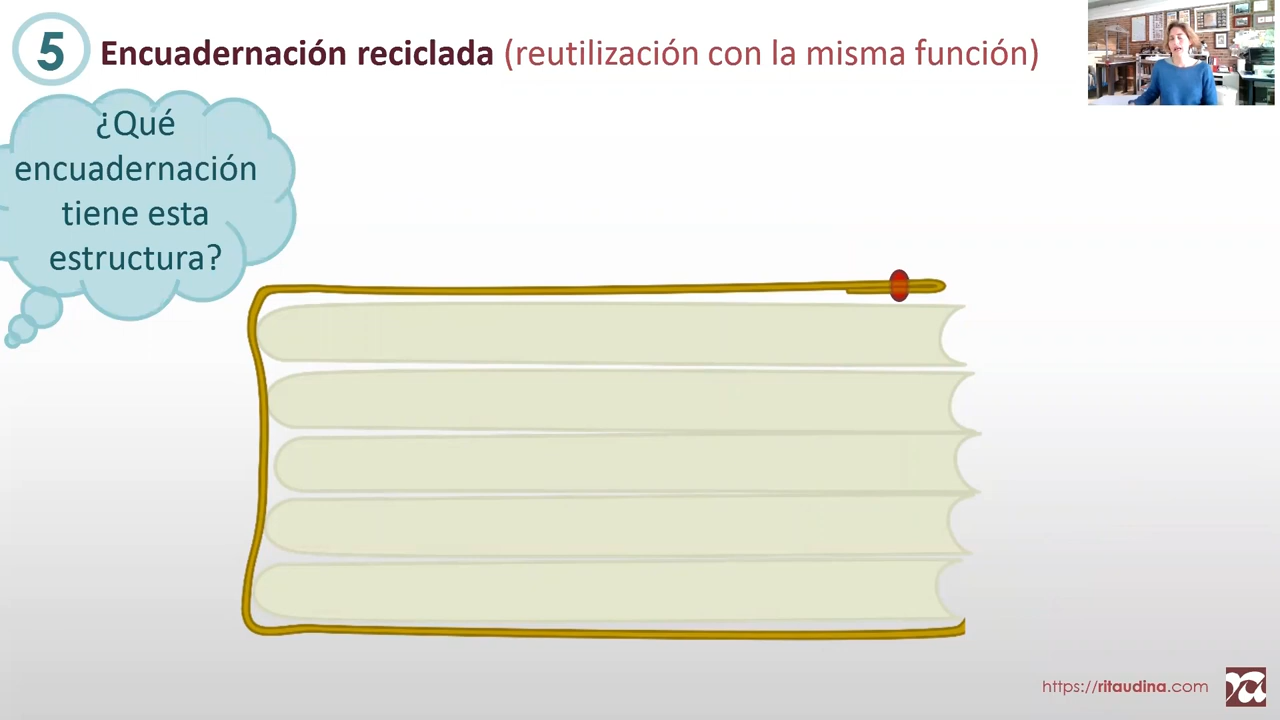 5
Encuadernación reciclada (reutilización con la misma función)
¿Qué
encuadernación
tiene esta
estructura?
https://ritaudina.com